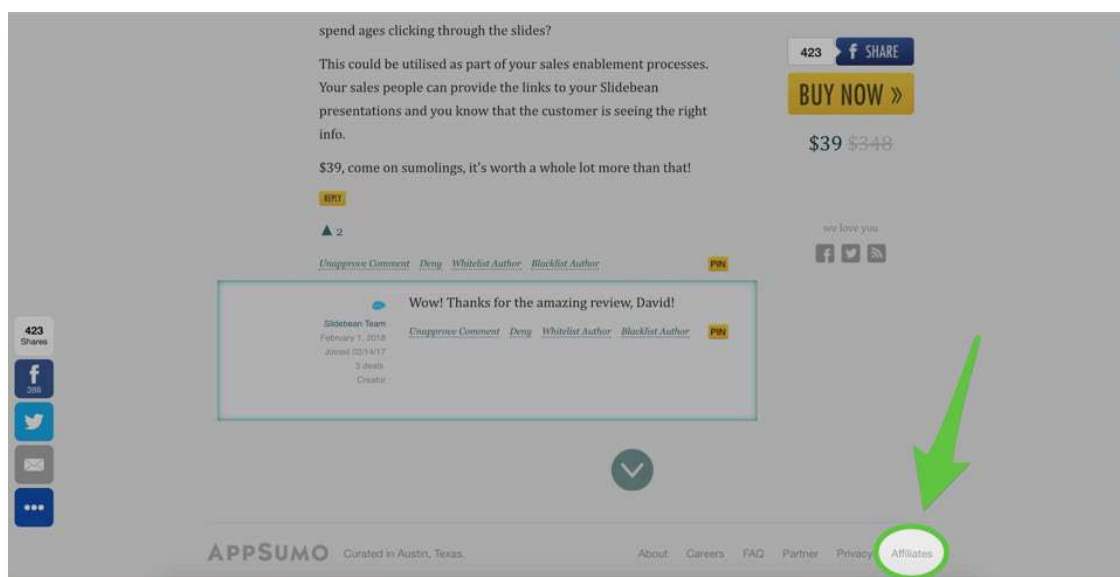 spend ages clicking through the slides?
This could be utilised as part of your sales enablement processes.
Your sales people can provide the links to your Slidebean
presentations and you know that the customer is seeing the right
info.
$39, come on sumolings, it's worth a whole lot more than that!
REPLY
▲ 2
Unapprove Comment Deny Whitelist Author Blacklist Author PIN
Wow! Thanks for the amazing review, David!
Slidebean Team
February 1, 2018
Joined 02/14/17
3 deals
Creator
Unapprove Comment Deny Whitelist Author Blacklist Author PIN
423 f SHARE
BUY NOW »
$39 $348
we love you
423
Shares
f
386
APPSUMO Curated in Austin, Texas. About Careers FAQ Partner Privacy Affiliates